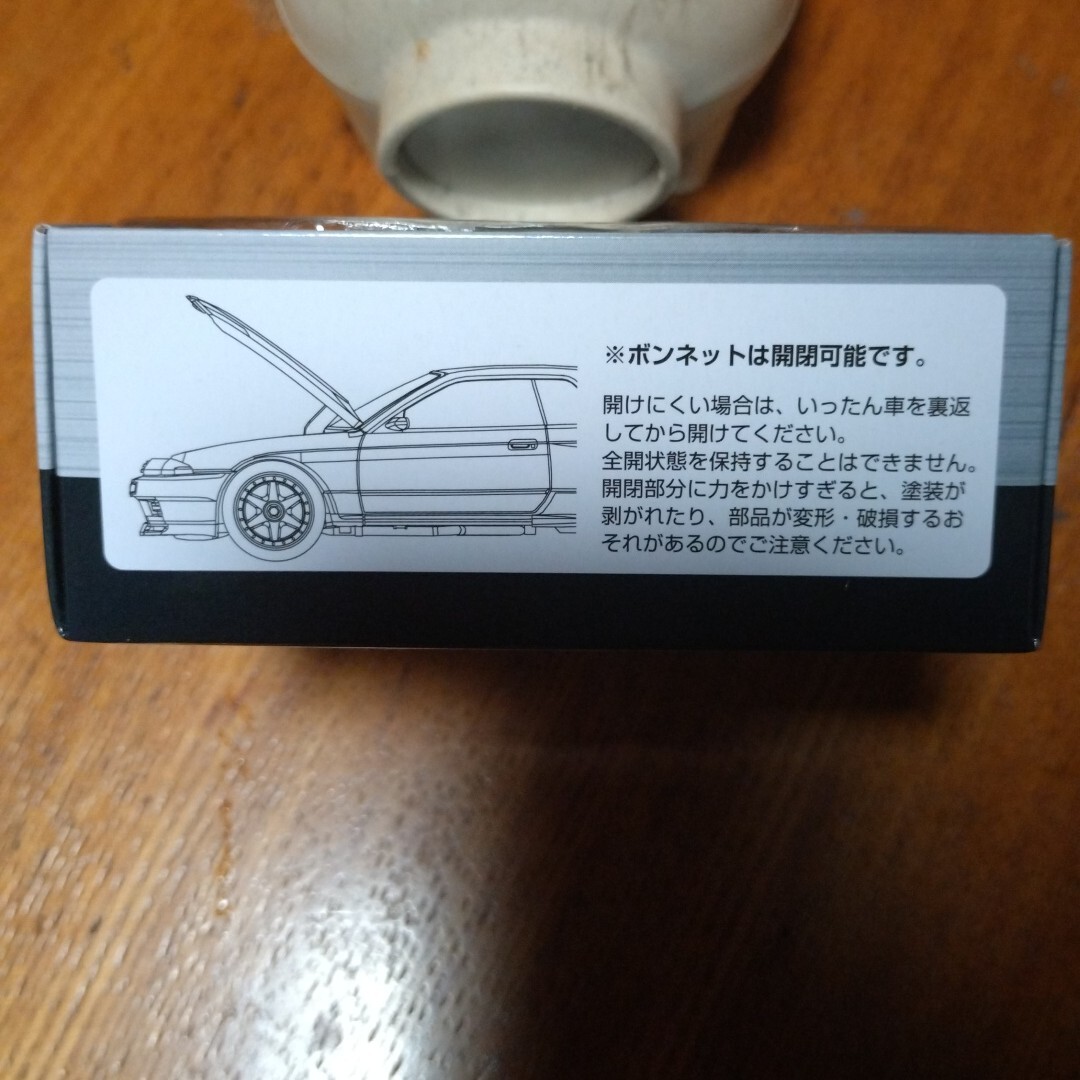 ※ボンネットは開閉可能です。
開けにくい場合は、いったん車を裏返
してから開けてください。
全開状態を保持することはできません。
開閉部分に力をかけすぎると、塗装が
剥がれたり、部品が変形・破損するお
それがあるのでご注意ください。